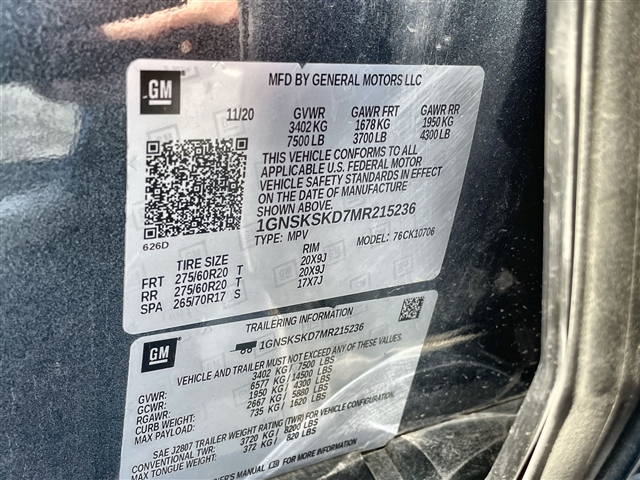 GM
MFD BY GENERAL MOTORS LLC
11/20 GVWR GAWR FRT GAWR RR
3402 KG 1678 KG 1950 KG
7500 LB 3700 LB 4300 LB
THIS VEHICLE CONFORMS TO ALL
APPLICABLE U.S. FEDERAL MOTOR
VEHICLE SAFETY STANDARDS IN EFFECT
ON THE DATE OF MANUFACTURE
SHOWN ABOVE.
626D
1GNSKSKD7MR215236
TYPE: MPV MODEL: 76CK10706
TIRE SIZE RIM
FRT 275/60R20 T 20X9J
RR 275/60R20 T 20X9J
SPA 265/70R17 S 17X7J
TRAILERING INFORMATION
GM
1GNSKSKD7MR215236
VEHICLE AND TRAILER MUST NOT EXCEED ANY OF THESE VALUES.
GVWR: 3402 KG / 7500 LBS
GCWR: 6577 KG / 14500 LBS
RGAWR: 1950 KG / 4300 LBS
CURB WEIGHT: 2667 KG / 5880 LBS
MAX PAYLOAD: 735 KG / 1620 LBS
SAE J2807 TRAILER WEIGHT RATING (TWR) FOR VEHICLE CONFIGURATION.
CONVENTIONAL TWR: 3720 KG / 8200 LBS
MAX TONGUE WEIGHT: 372 KG / 820 LBS
MANUAL FOR MORE INFORMATION